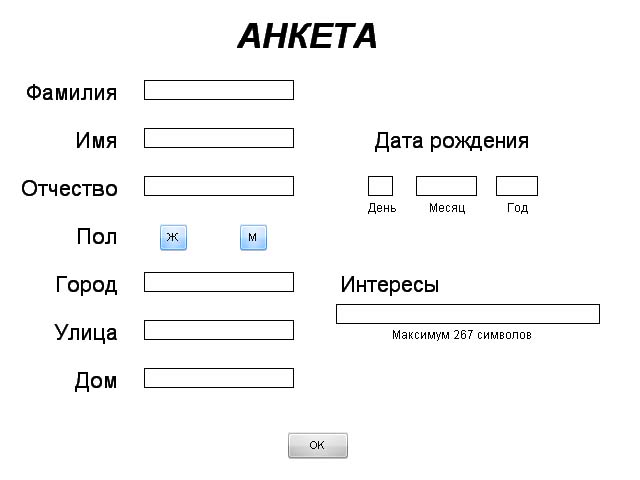 АНКЕТА
Фамилия
Имя
Дата рождения
Отчество
День Месяц Год
Пол
Ж М
Город
Интересы
Улица
Максимум 267 символов
Дом
OK